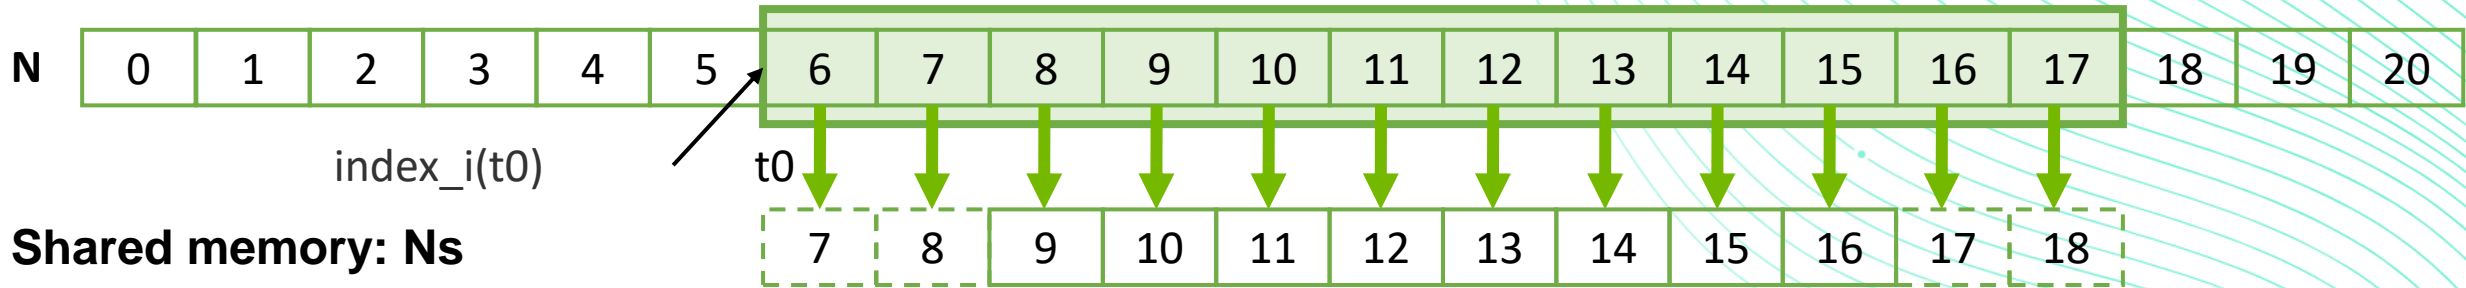 N 0 1 2 3 4 5 6 7 8 9 10 11 12 13 14 15 16 17 18 19 20
index_i(t0) t0
Shared memory: Ns 7 8 9 10 11 12 13 14 15 16 17 18